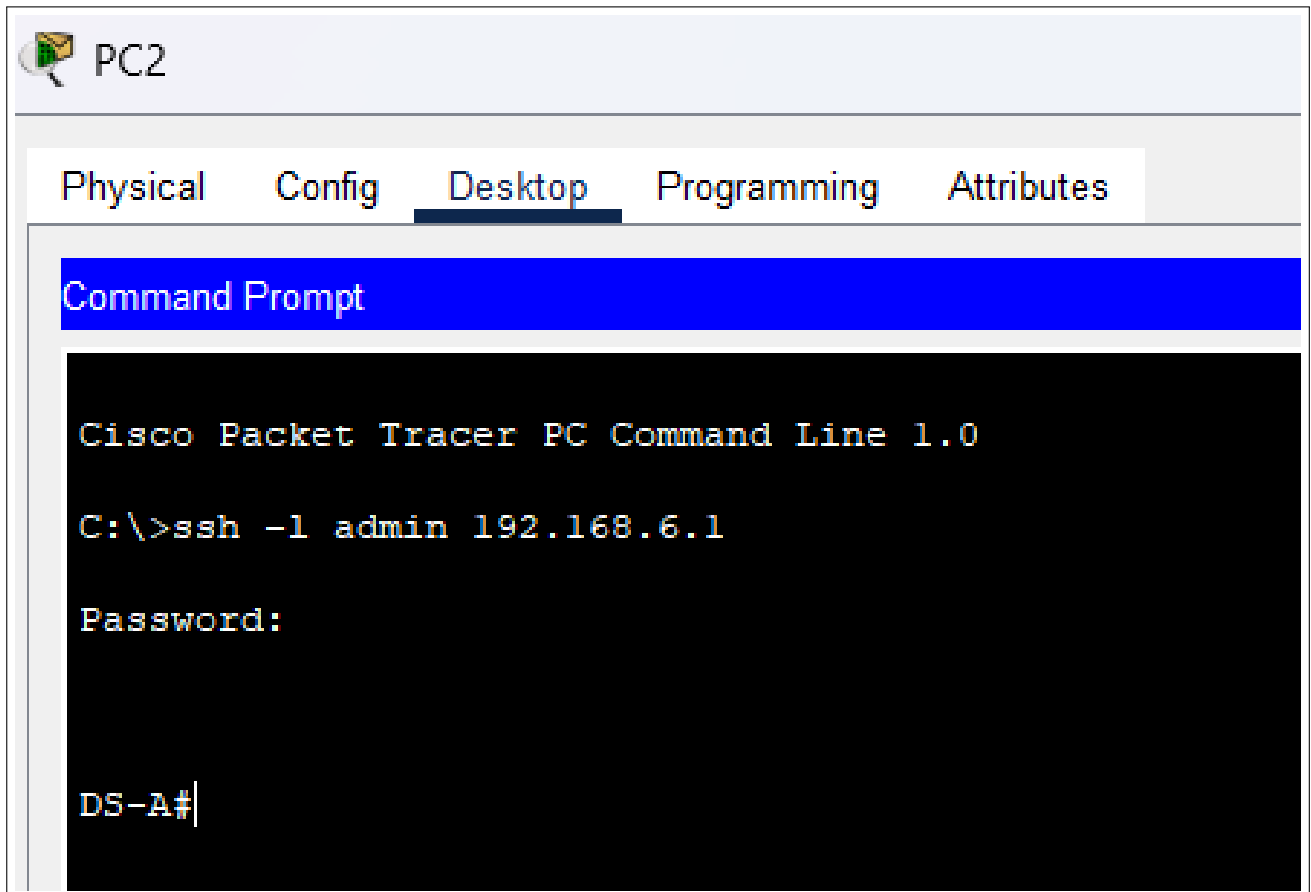 PC2
Physical Config Desktop Programming Attributes
Command Prompt
Cisco Packet Tracer PC Command Line 1.0
C:\>ssh -l admin 192.168.6.1
Password:
DS-A#